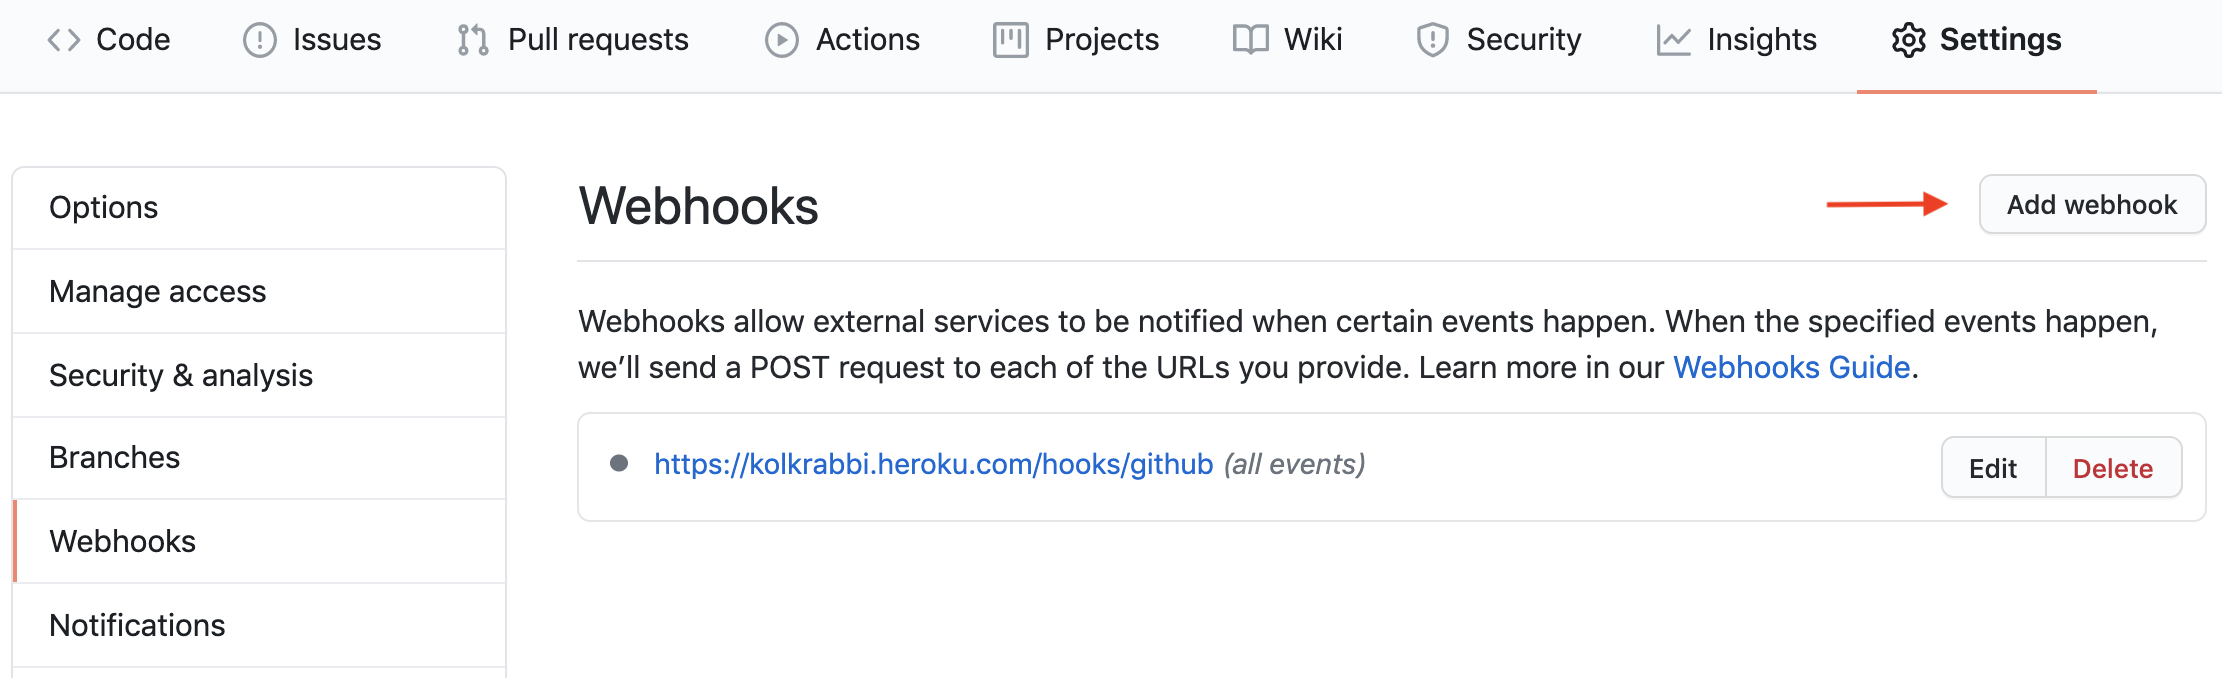 Code Issues Pull requests Actions Projects Wiki Security Insights Settings
Options
Manage access
Security & analysis
Branches
Webhooks
Notifications
Webhooks
Add webhook
Webhooks allow external services to be notified when certain events happen. When the specified events happen,
we’ll send a POST request to each of the URLs you provide. Learn more in our Webhooks Guide.
https://kolkrabbi.heroku.com/hooks/github (all events)
Edit Delete